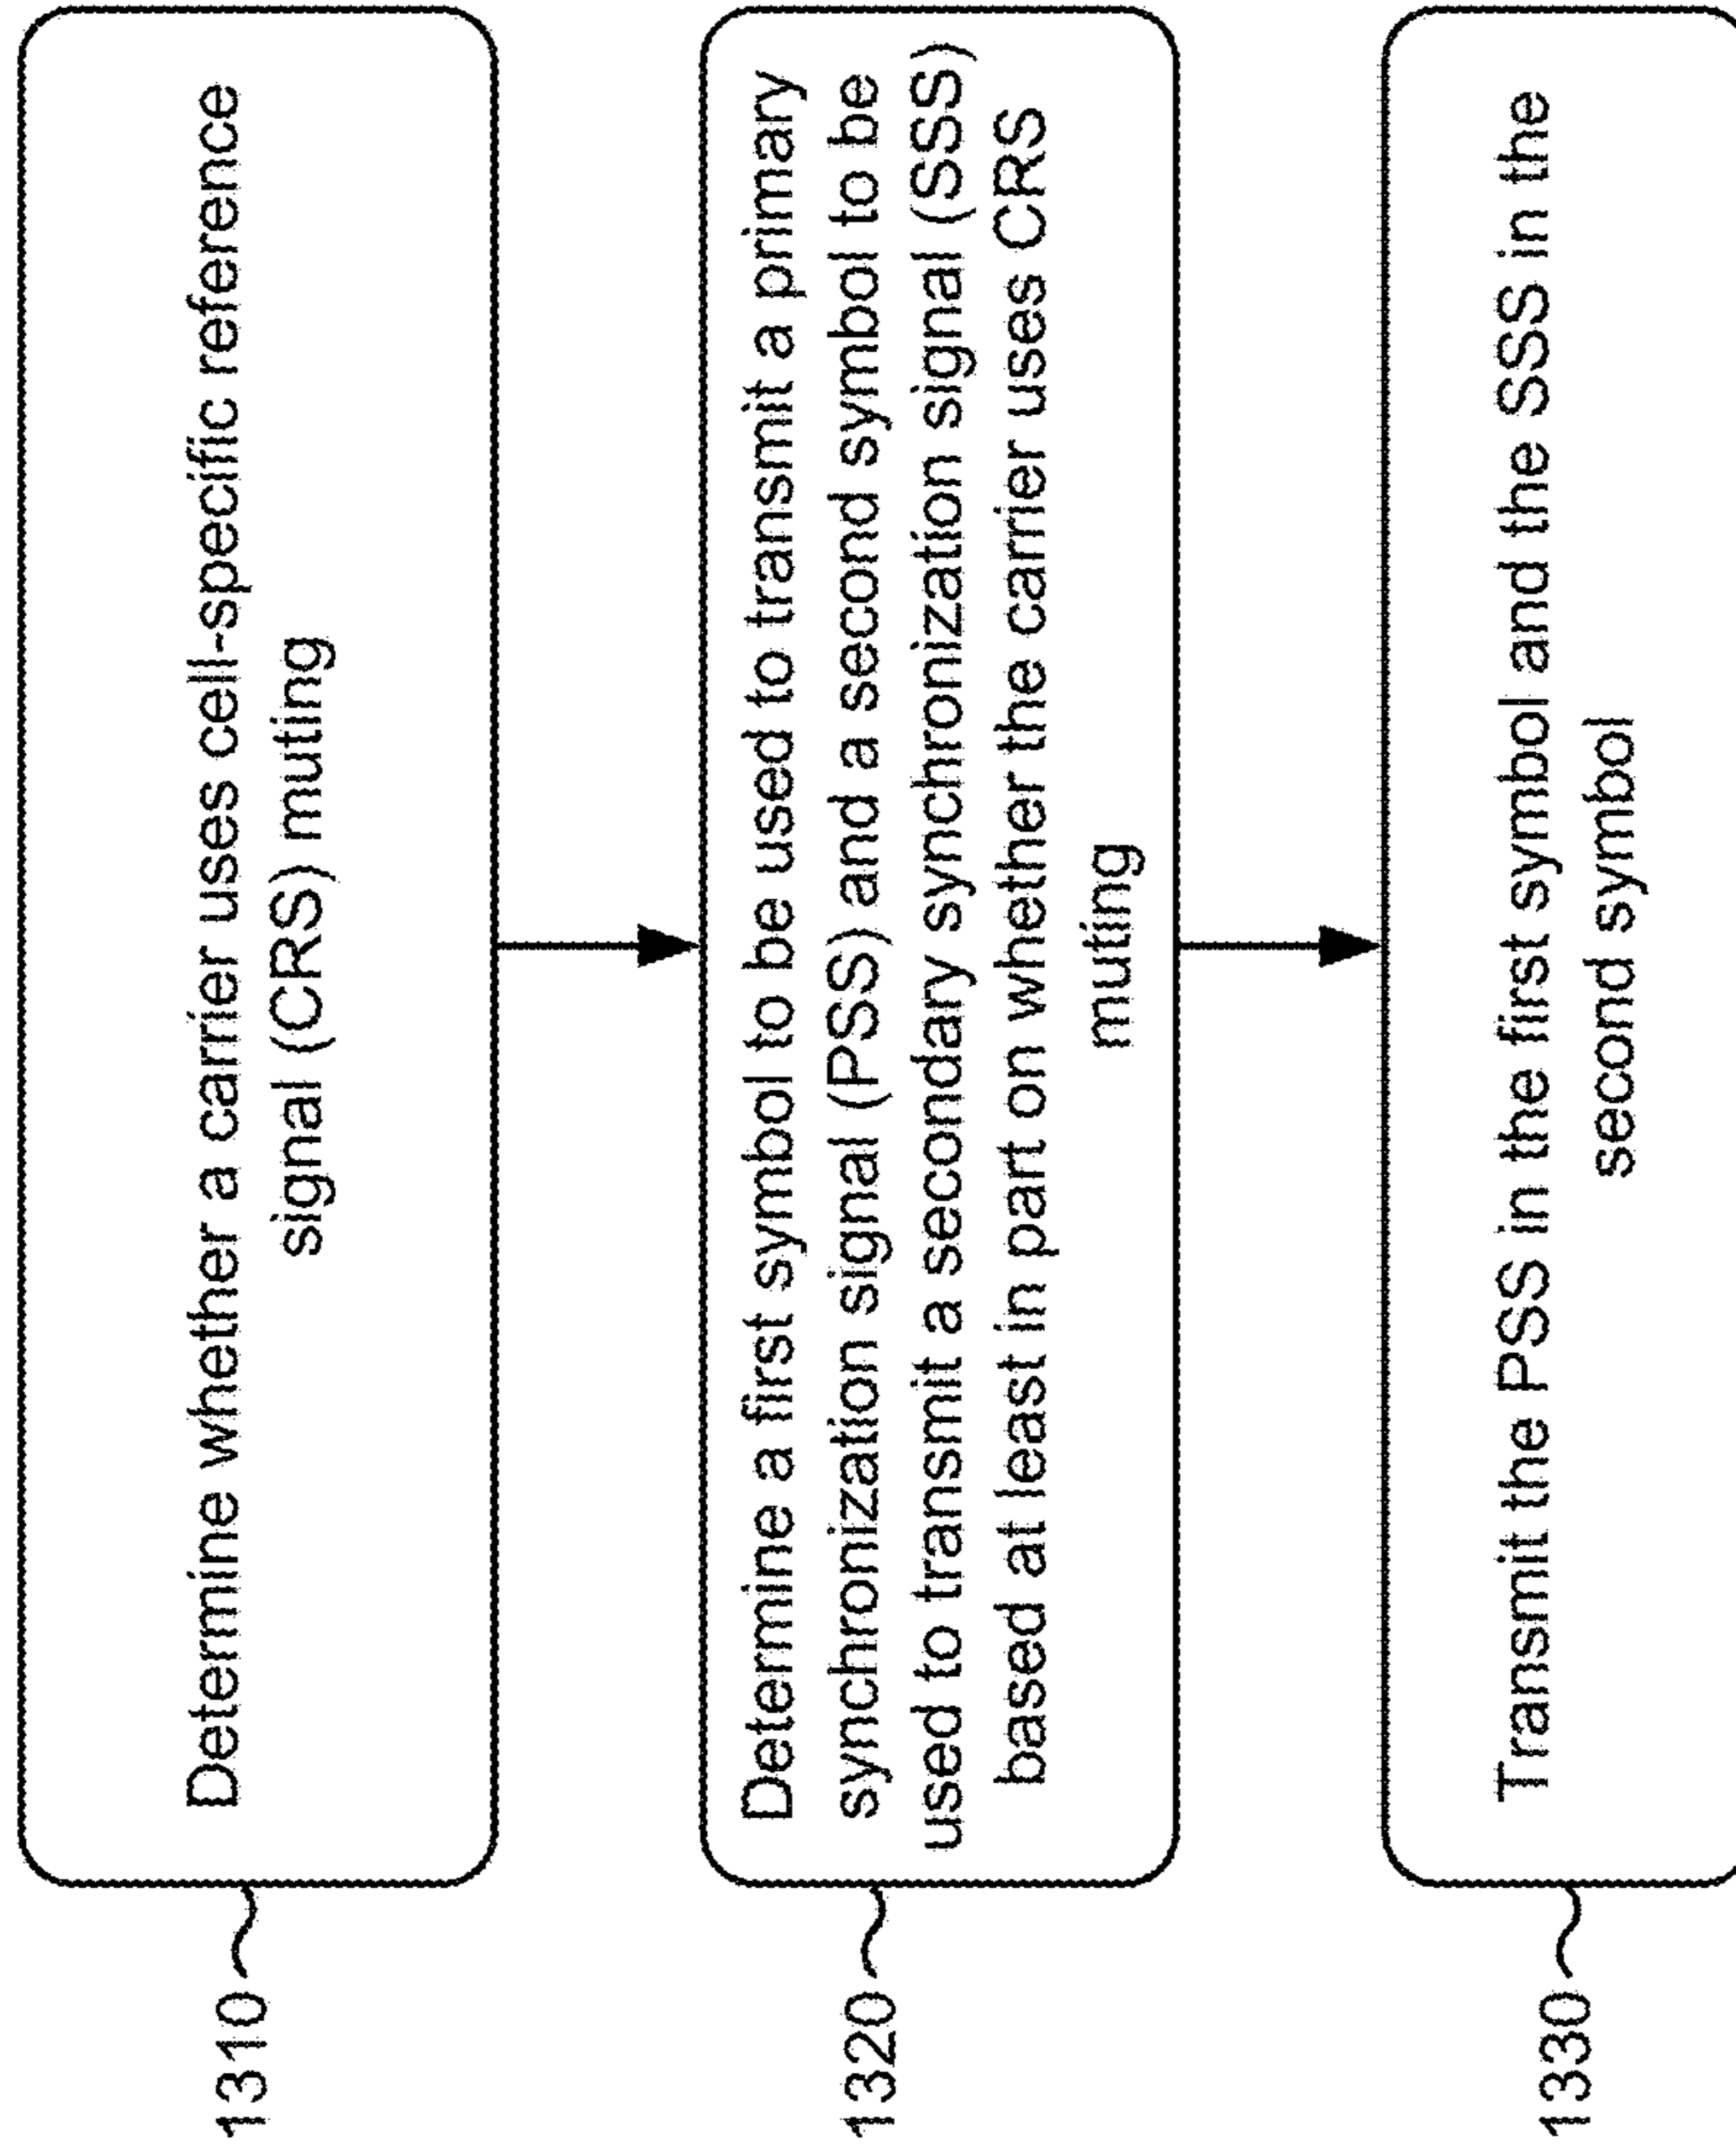 1310
Determine whether a carrier uses cell-specific reference
signal (CRS) muting
1320
Determine a first symbol to be used to transmit a primary
synchronization signal (PSS) and a second symbol to be
used to transmit a secondary synchronization signal (SSS)
based at least in part on whether the carrier uses CRS
muting
1330
Transmit the PSS in the first symbol and the SSS in the
second symbol